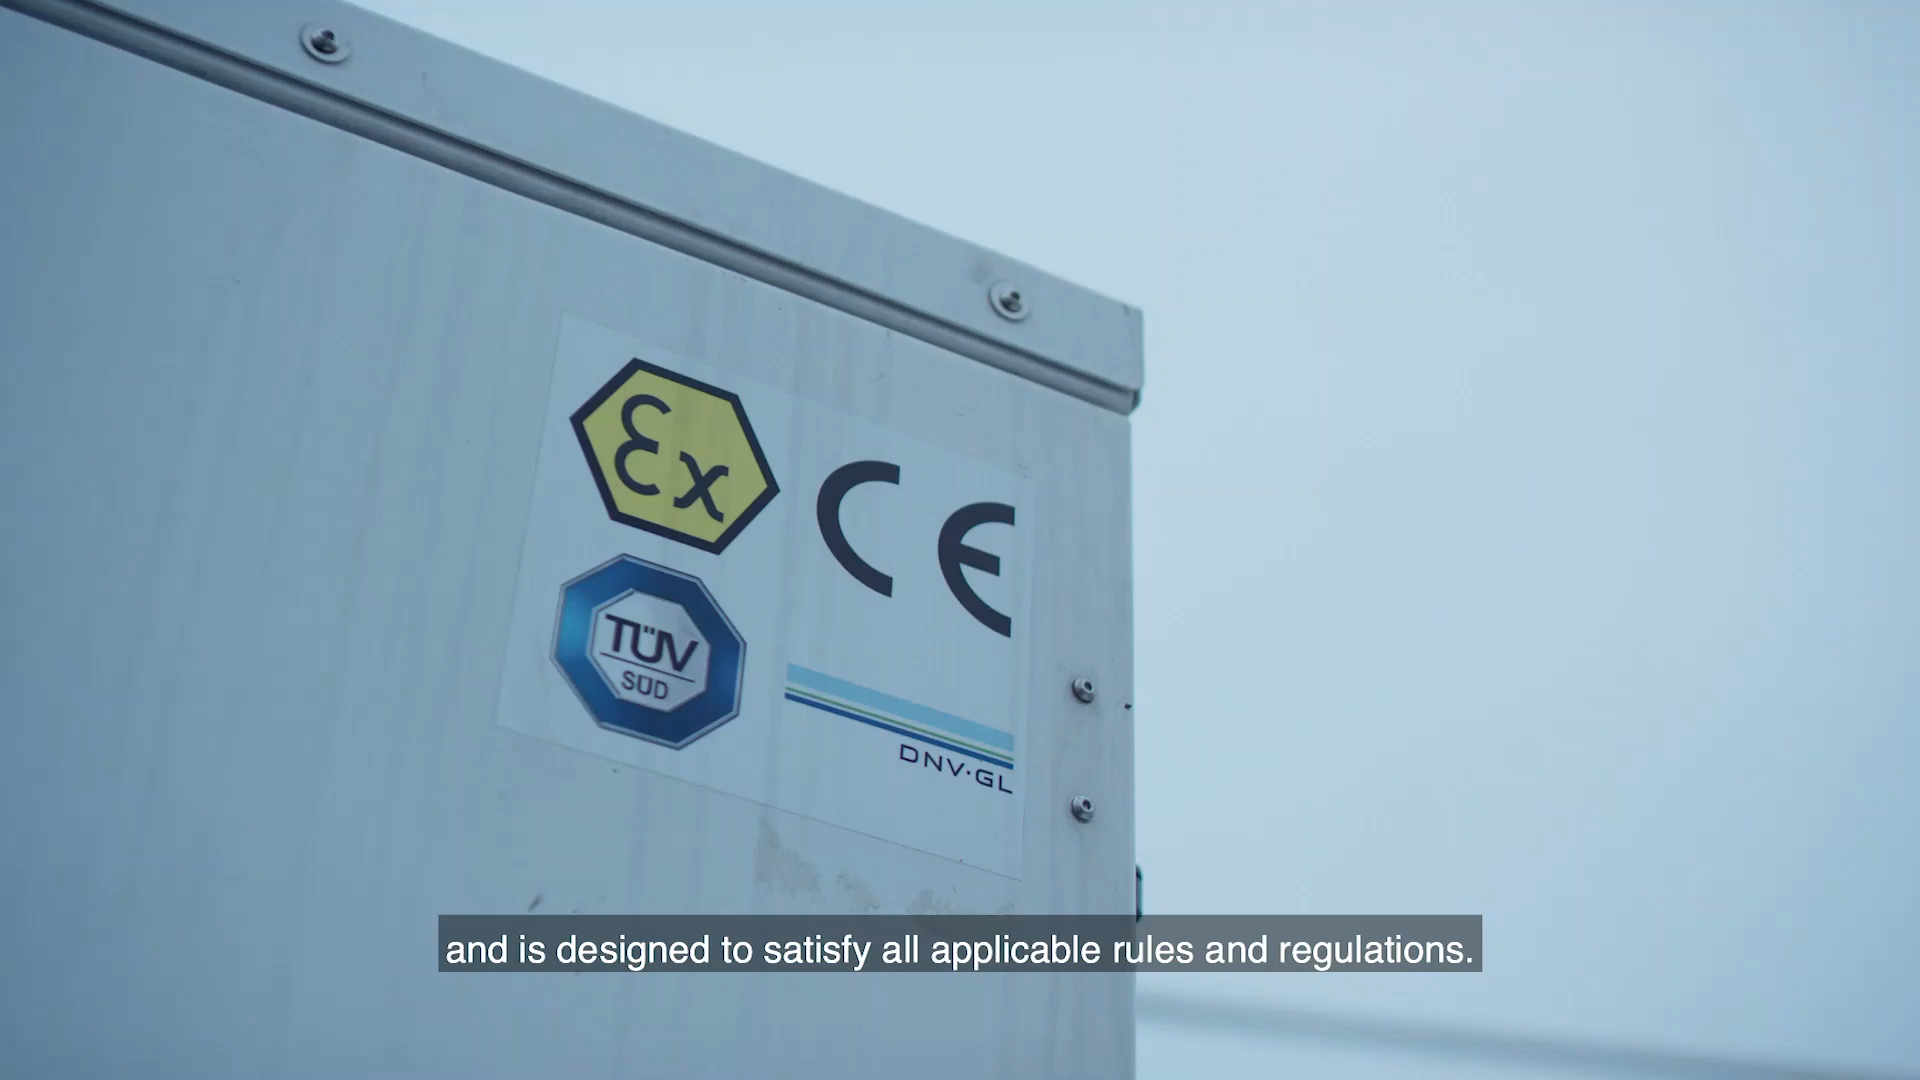 Ex
CE
TÜV
SÜD
DNV·GL
and is designed to satisfy all applicable rules and regulations.